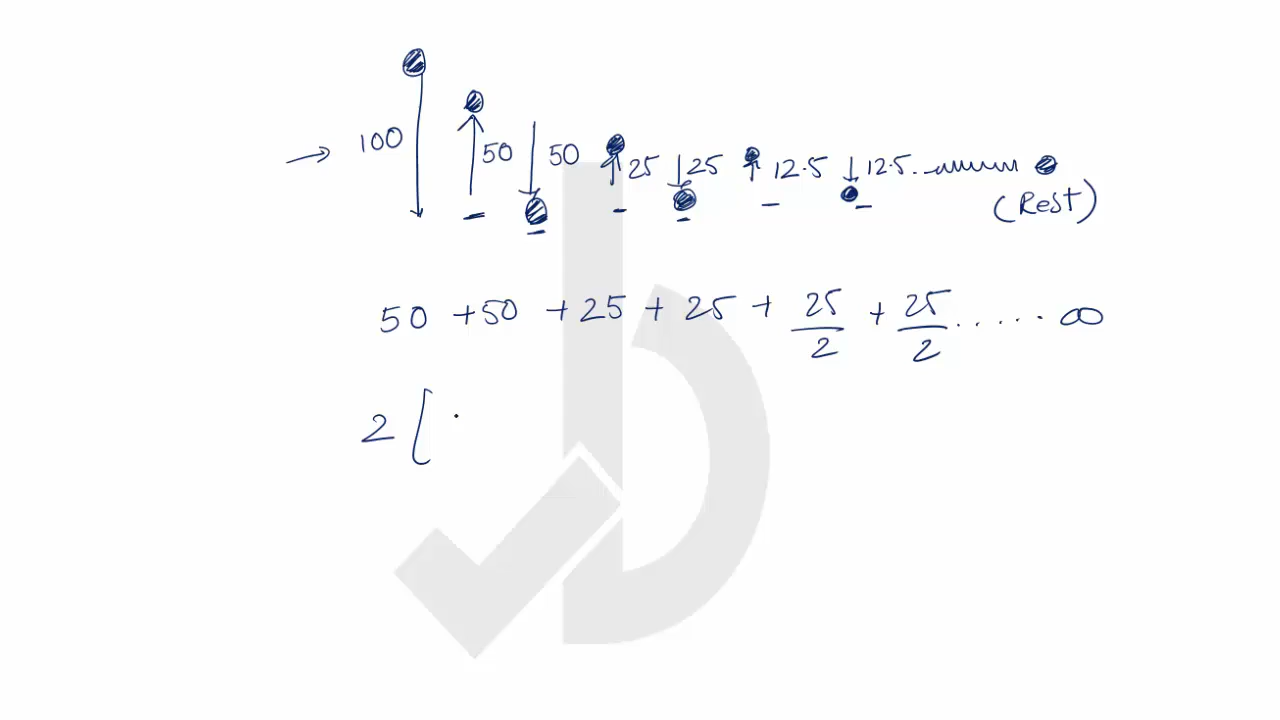 → 100 ↓ ↑ 50 ↓ 50 ↑ 25 ↓ 25 ↑ 12.5 ↓ 12.5.
(Rest)
50 + 50 + 25 + 25 + 25/2 + 25/2 ..... ∞
2 [